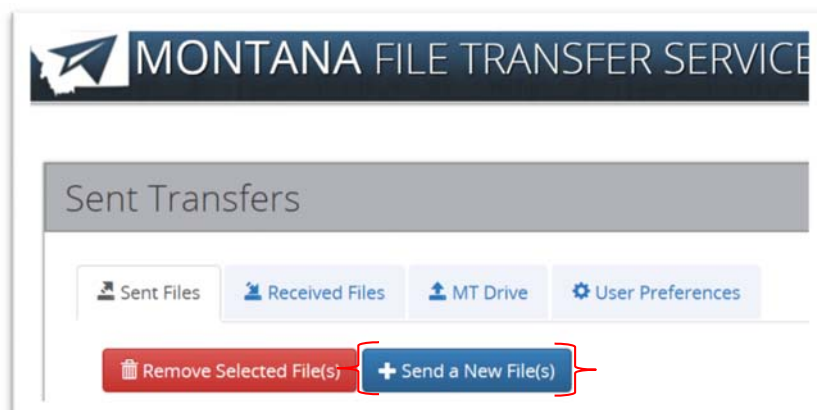 MONTANA FILE TRANSFER SERVICE
Sent Transfers
Sent Files Received Files MT Drive User Preferences
Remove Selected File(s) Send a New File(s)